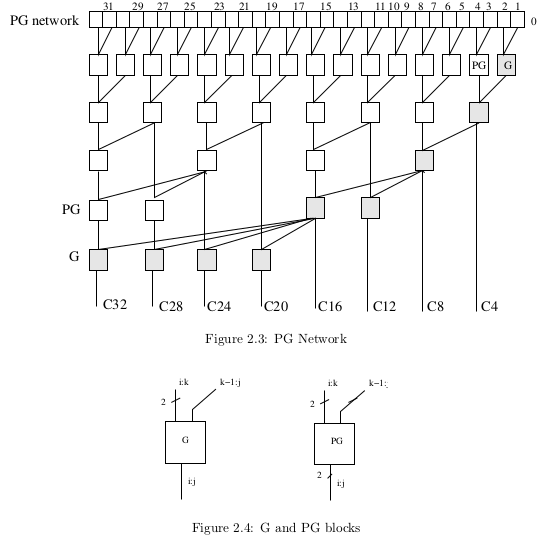 31 29 27 25 23 21 19 17 15 13 11 10 9 8 7 6 5 4 3 2 1
PG network 0
PG G
PG
G
C32 C28 C24 C20 C16 C12 C8 C4
Figure 2.3: PG Network
i:k k−1:j i:k k−1:j
2 2
G PG
2
i:j i:j
Figure 2.4: G and PG blocks